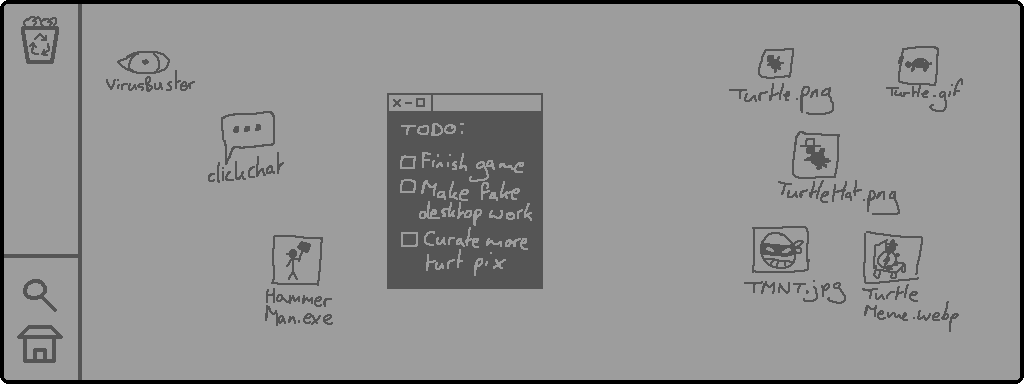 VirusBuster
clickchat
Hammer
Man.exe
TODO:
Finish game
Make fake
desktop work
Curate more
turt pix
Turtle.png
Turtle.gif
TurtleHat.png
TMNT.jpg
Turtle
Meme.webp